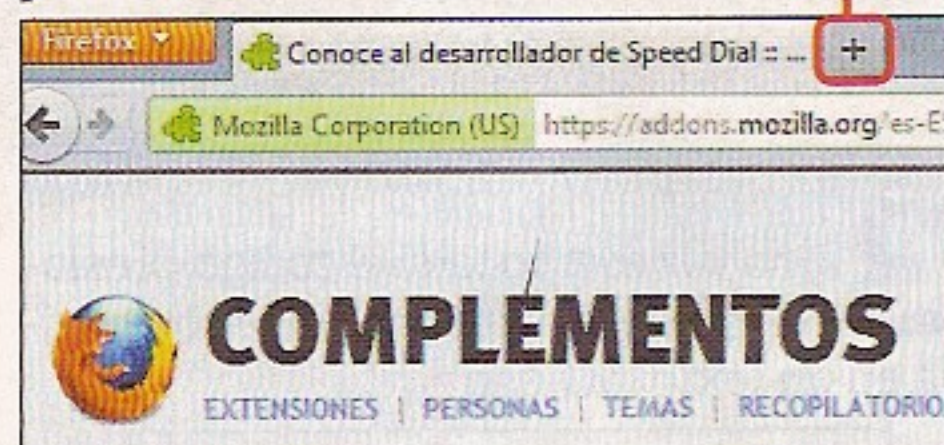 Firefox
Conoce al desarrollador de Speed Dial :: ... +
Mozilla Corporation (US) https://addons.mozilla.org/es-E
COMPLEMENTOS
EXTENSIONES | PERSONAS | TEMAS | RECOPILATORIO